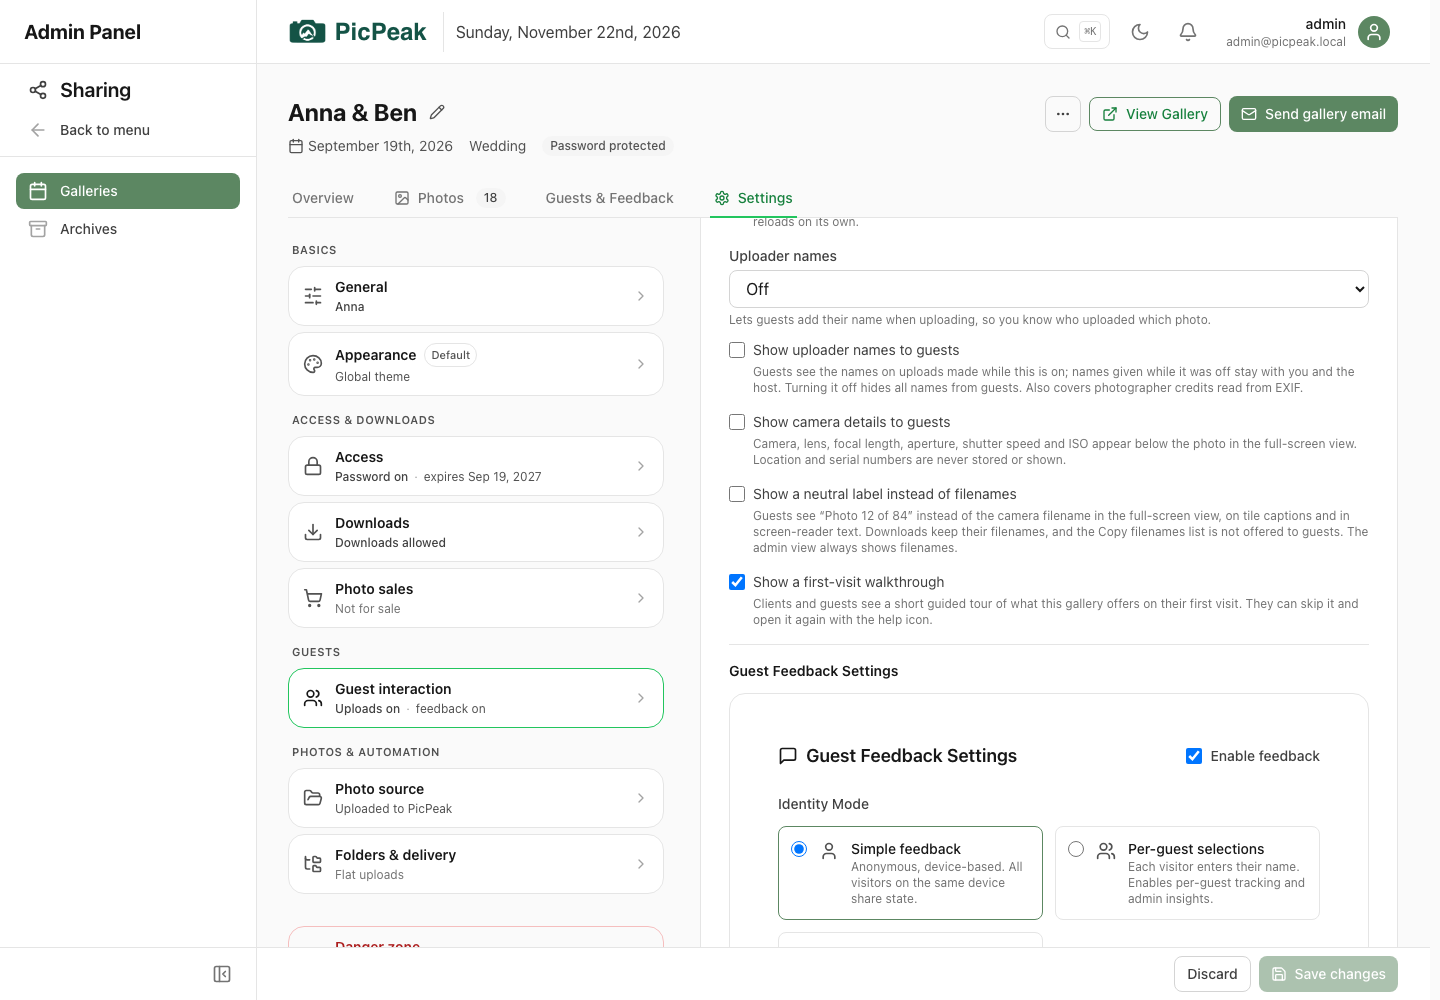 Admin Panel
PicPeak
Sunday, November 22nd, 2026
⌘K
admin
admin@picpeak.local
Sharing
Back to menu
Galleries
Archives
Anna & Ben
September 19th, 2026
Wedding
Password protected
...
View Gallery
Send gallery email
Overview
Photos
18
Guests & Feedback
Settings
BASICS
General
Anna
Appearance
Default
Global theme
ACCESS & DOWNLOADS
Access
Password on · expires Sep 19, 2027
Downloads
Downloads allowed
Photo sales
Not for sale
GUESTS
Guest interaction
Uploads on · feedback on
PHOTOS & AUTOMATION
Photo source
Uploaded to PicPeak
Folders & delivery
Flat uploads
Danger zone
reloads on its own.
Uploader names
Off
Lets guests add their name when uploading, so you know who uploaded which photo.
Show uploader names to guests
Guests see the names on uploads made while this is on; names given while it was off stay with you and the
host. Turning it off hides all names from guests. Also covers photographer credits read from EXIF.
Show camera details to guests
Camera, lens, focal length, aperture, shutter speed and ISO appear below the photo in the full-screen view.
Location and serial numbers are never stored or shown.
Show a neutral label instead of filenames
Guests see “Photo 12 of 84” instead of the camera filename in the full-screen view, on tile captions and in
screen-reader text. Downloads keep their filenames, and the Copy filenames list is not offered to guests. The
admin view always shows filenames.
Show a first-visit walkthrough
Clients and guests see a short guided tour of what this gallery offers on their first visit. They can skip it and
open it again with the help icon.
Guest Feedback Settings
Guest Feedback Settings
Enable feedback
Identity Mode
Simple feedback
Anonymous, device-based. All
visitors on the same device
share state.
Per-guest selections
Each visitor enters their name.
Enables per-guest tracking and
admin insights.
Discard
Save changes